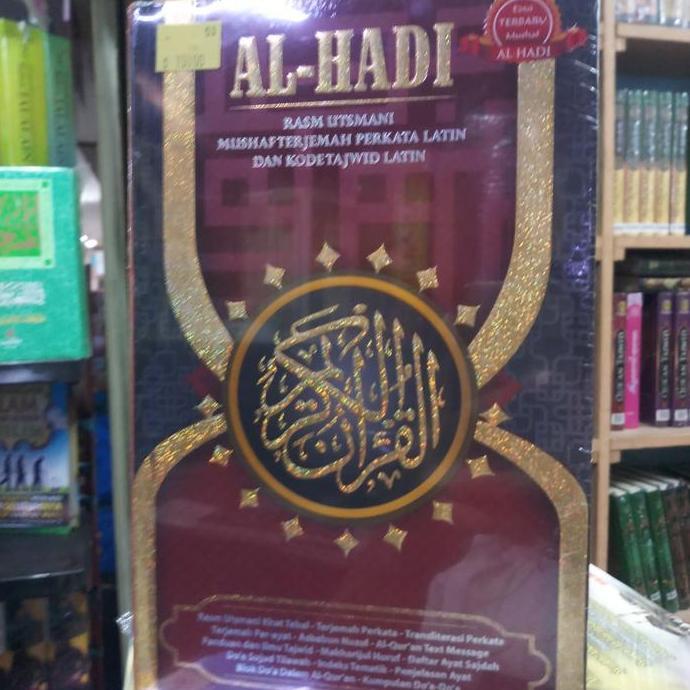 AL-HADI
RASM UTSMANI
MUSHAF TERJEMAH PERKATA LATIN
DAN KODE TAJWID LATIN
Edisi
TERBARU
Mushaf
AL HADI
القرآن الكريم
Rasm Utsmani Khat Tebal - Terjemah Perkata - Transliterasi Perkata
Terjemah Per-ayat - Asbabun Nuzul - Al-Qur'an Text Message
Panduan dan Ilmu Tajwid - Makharijul Huruf - Daftar Ayat Sajdah
Do'a Sujud Tilawah - Indeks Tematik - Penjelasan Ayat
Blok Do'a Dalam Al-Qur'an - Kumpulan Do'a-Do'a